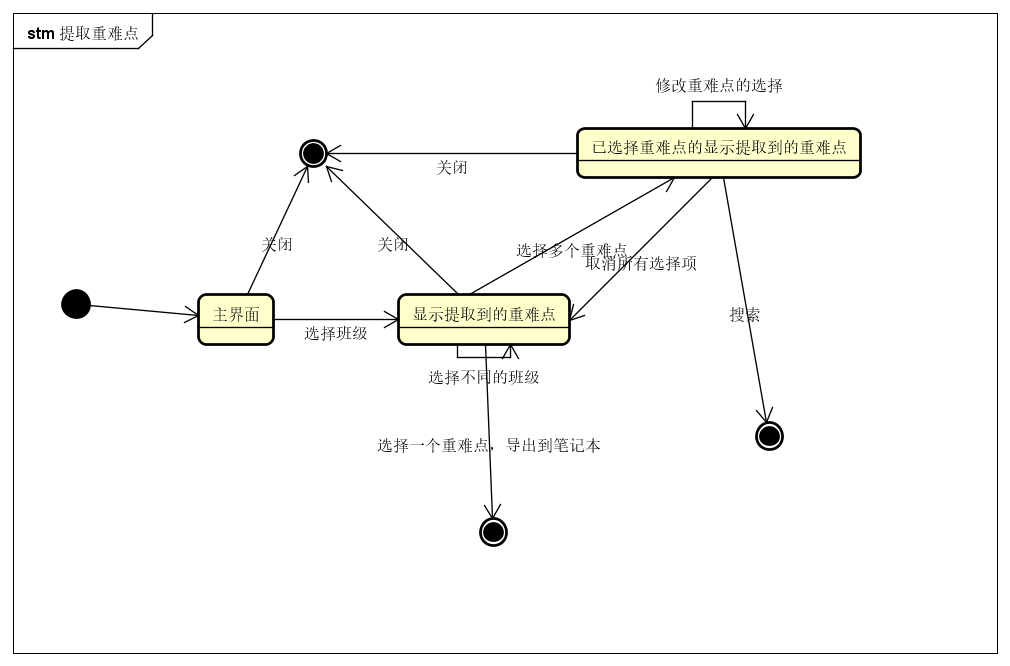 stm 提取重难点
修改重难点的选择
已选择重难点的显示提取到的重难点
关闭
关闭
关闭
选择多个重难点
取消所有选择项
主界面
显示提取到的重难点
选择班级
搜索
选择不同的班级
选择一个重难点，导出到笔记本